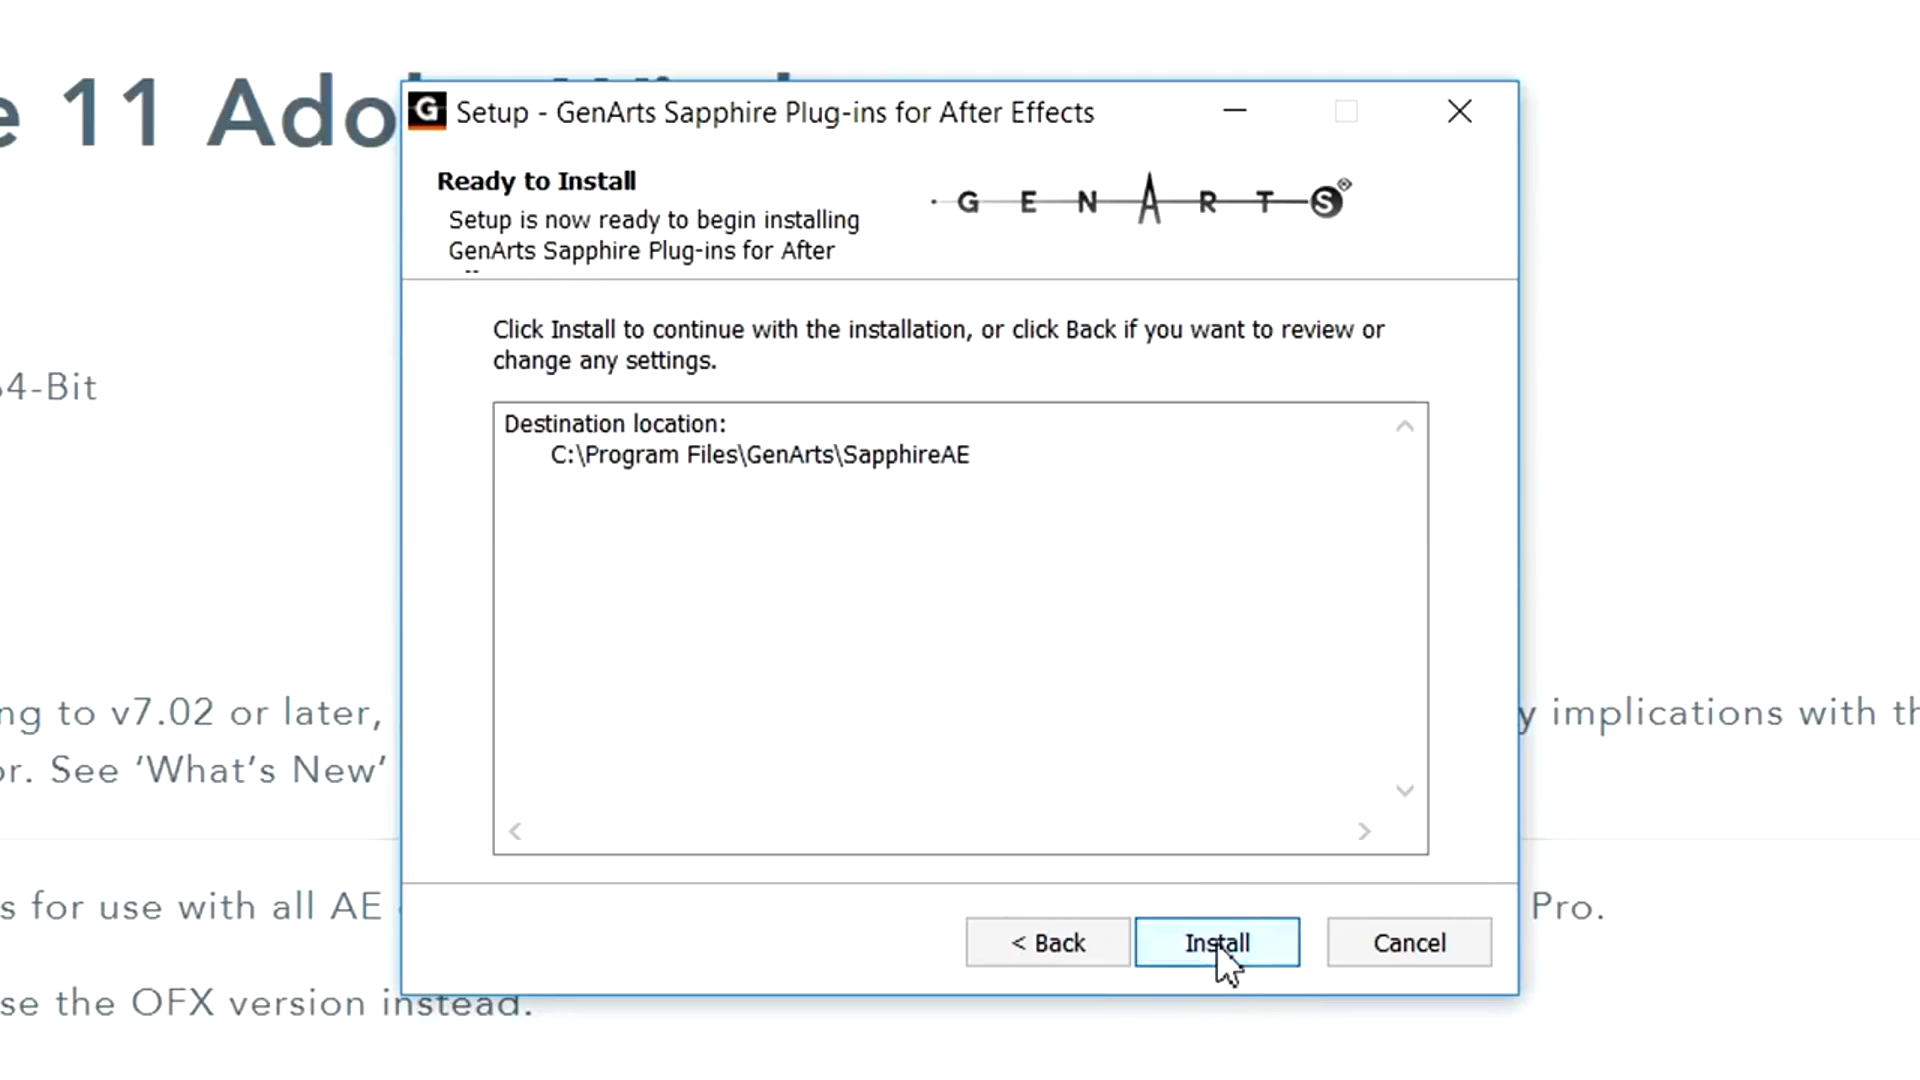 e 11 Ado
G Setup - GenArts Sapphire Plug-ins for After Effects
Ready to Install
Setup is now ready to begin installing
GenArts Sapphire Plug-ins for After
GENARTS®
Click Install to continue with the installation, or click Back if you want to review or
change any settings.
Destination location:
C:\Program Files\GenArts\SapphireAE
4-Bit
ng to v7.02 or later,
y implications with th
or. See ‘What’s New’
s for use with all AE
Pro.
se the OFX version instead.
< Back
Install
Cancel